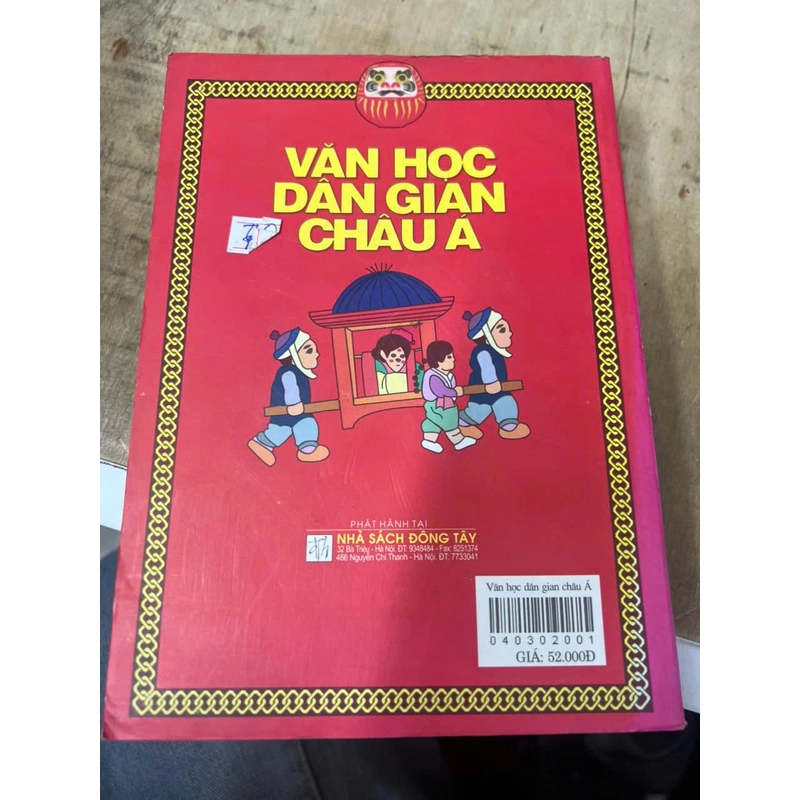 VĂN HỌC
DÂN GIAN
CHÂU Á
PHÁT HÀNH TẠI
NHÀ SÁCH ĐÔNG TÂY
32 Bà Triệu - Hà Nội, ĐT: 9348484 - Fax: 8251374
466 Nguyễn Chí Thanh - Hà Nội. ĐT: 7733041
Văn học dân gian châu Á
040302001
GIÁ: 52.000Đ